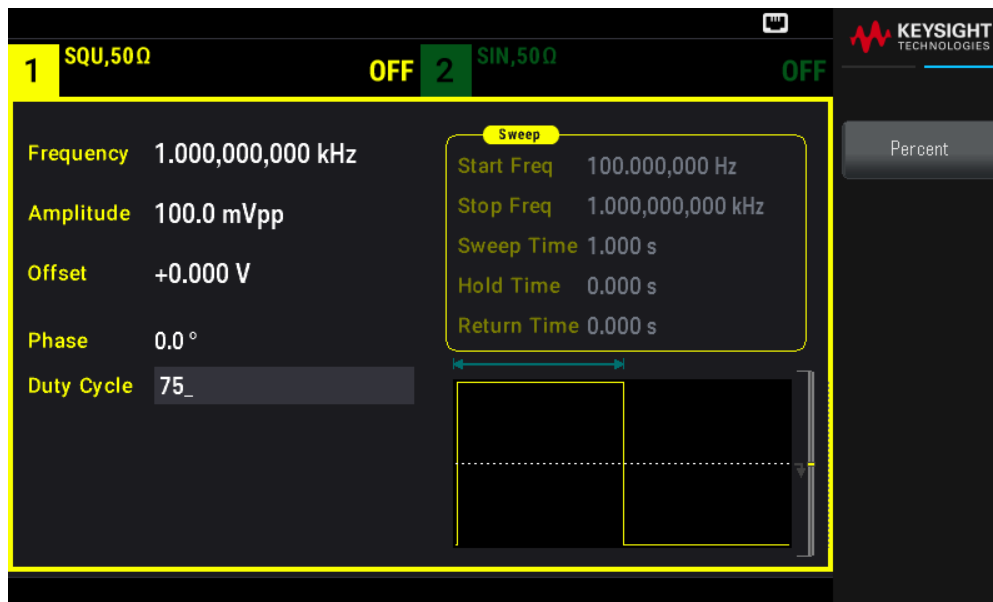 KEYSIGHT
TECHNOLOGIES
1 SQU,50Ω OFF 2 SIN,50Ω OFF
Sweep
Frequency 1.000,000,000 kHz
Amplitude 100.0 mVpp
Offset +0.000 V
Phase 0.0 °
Duty Cycle 75_
Start Freq 100.000,000 Hz
Stop Freq 1.000,000,000 kHz
Sweep Time 1.000 s
Hold Time 0.000 s
Return Time 0.000 s
Percent